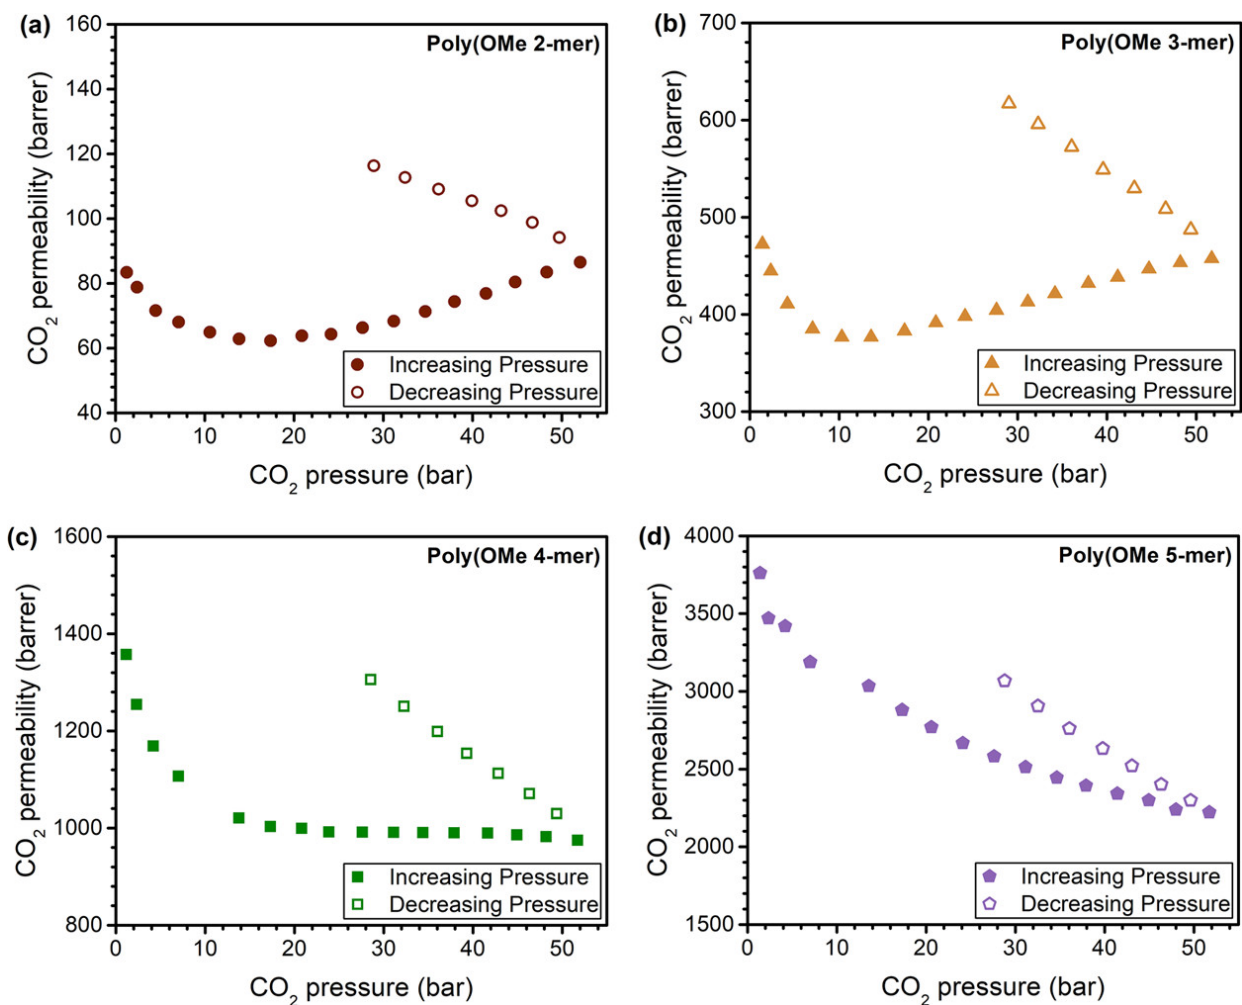 (a)
Poly(OMe 2-mer)
160
140
120
100
80
60
40
CO₂ permeability (barrer)
Increasing Pressure
Decreasing Pressure
0 10 20 30 40 50
CO₂ pressure (bar)
(b)
Poly(OMe 3-mer)
700
600
500
400
300
CO₂ permeability (barrer)
Increasing Pressure
Decreasing Pressure
0 10 20 30 40 50
CO₂ pressure (bar)
(c)
Poly(OMe 4-mer)
1600
1400
1200
1000
800
CO₂ permeability (barrer)
Increasing Pressure
Decreasing Pressure
0 10 20 30 40 50
CO₂ pressure (bar)
(d)
Poly(OMe 5-mer)
4000
3500
3000
2500
2000
1500
CO₂ permeability (barrer)
Increasing Pressure
Decreasing Pressure
0 10 20 30 40 50
CO₂ pressure (bar)